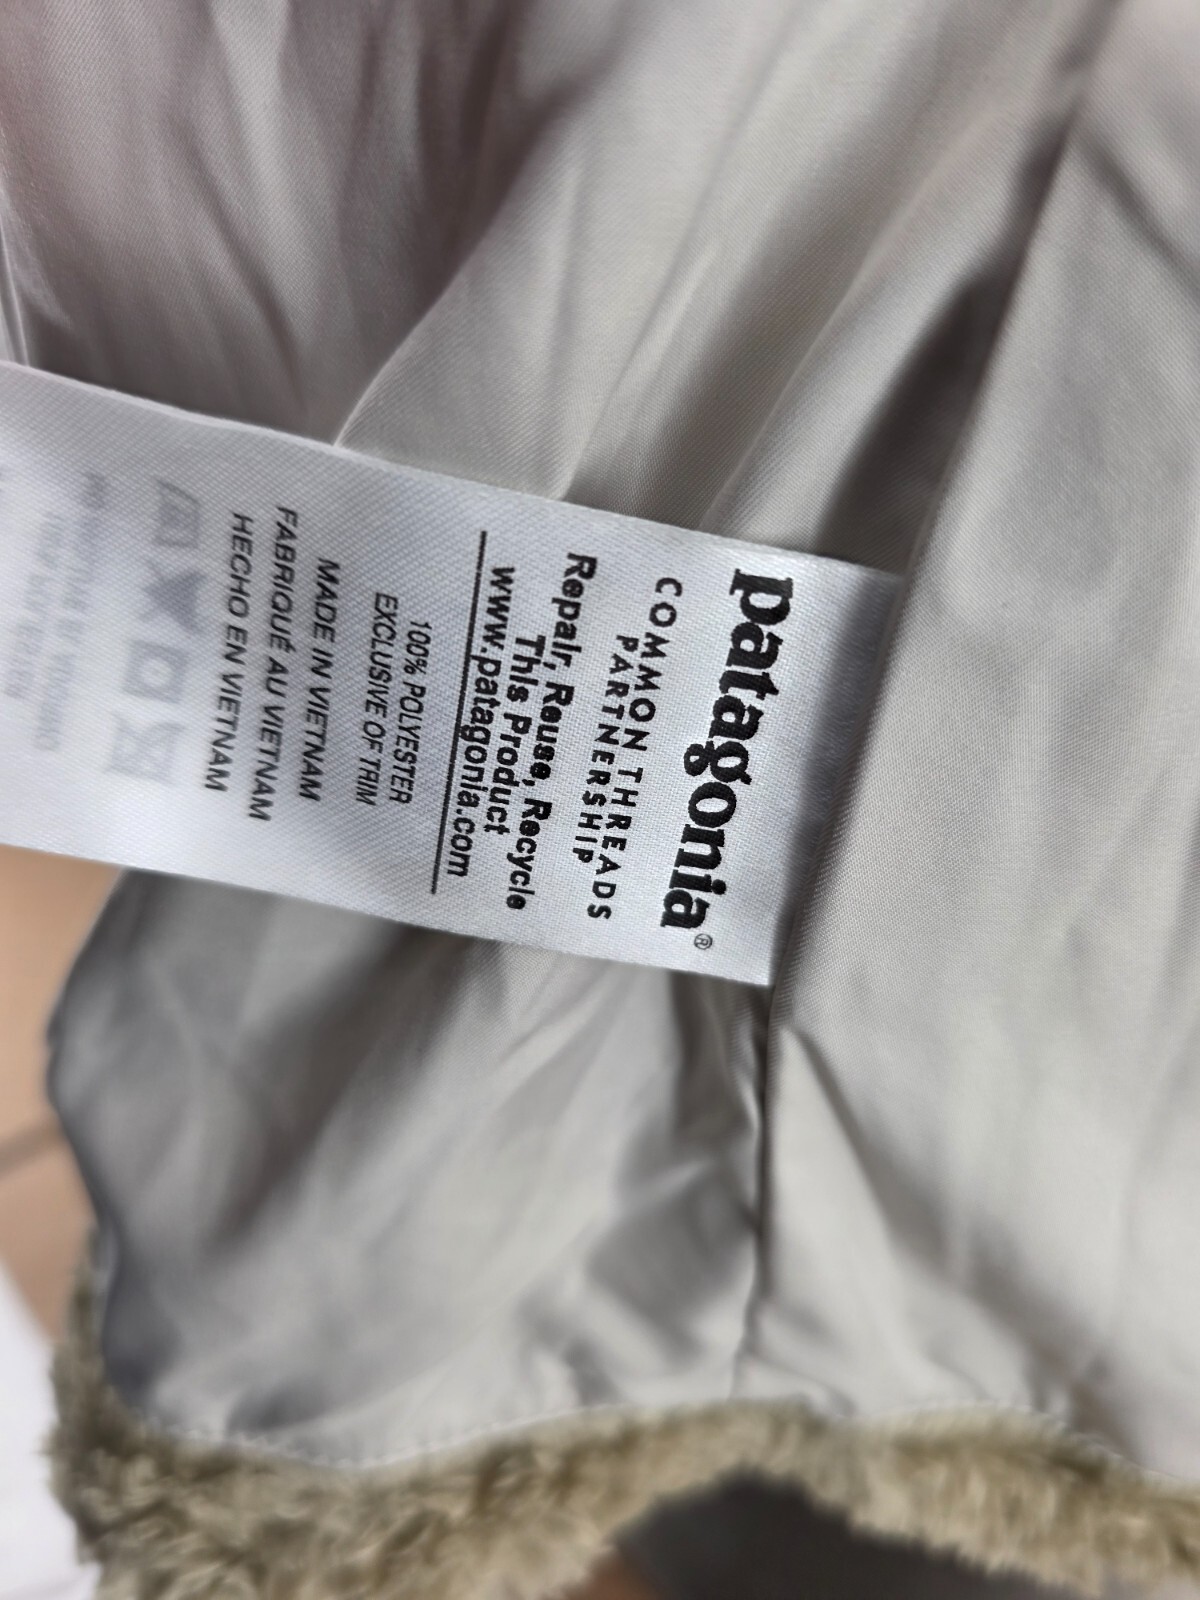 patagonia®
COMMON THREADS
PARTNERSHIP
Repair, Reuse, Recycle
This Product
www.patagonia.com
100% POLYESTER
EXCLUSIVE OF TRIM
MADE IN VIETNAM
FABRIQUÉ AU VIETNAM
HECHO EN VIETNAM